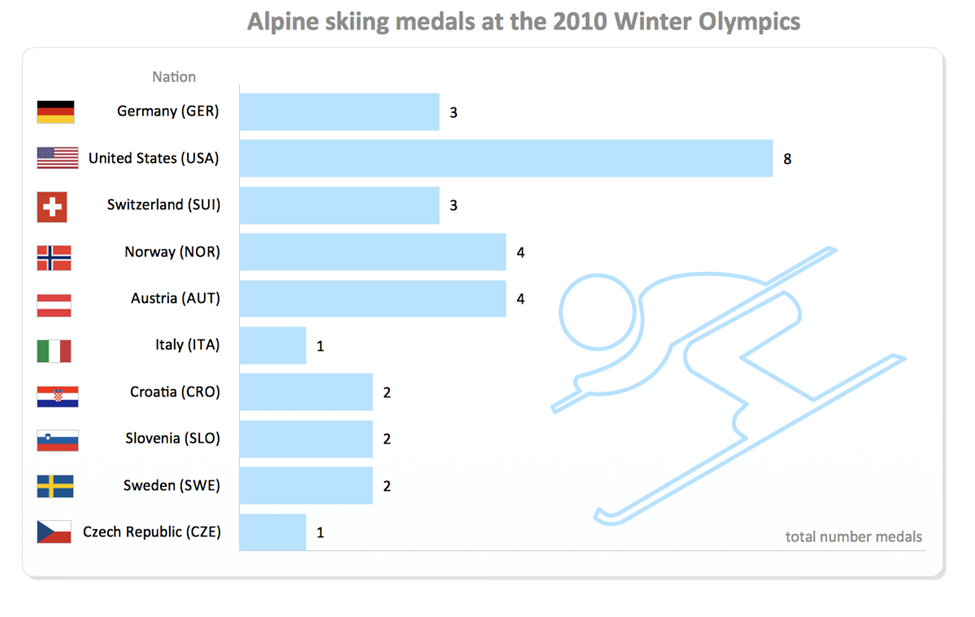 Alpine skiing medals at the 2010 Winter Olympics
Nation
Germany (GER) 3
United States (USA) 8
Switzerland (SUI) 3
Norway (NOR) 4
Austria (AUT) 4
Italy (ITA) 1
Croatia (CRO) 2
Slovenia (SLO) 2
Sweden (SWE) 2
Czech Republic (CZE) 1
total number medals